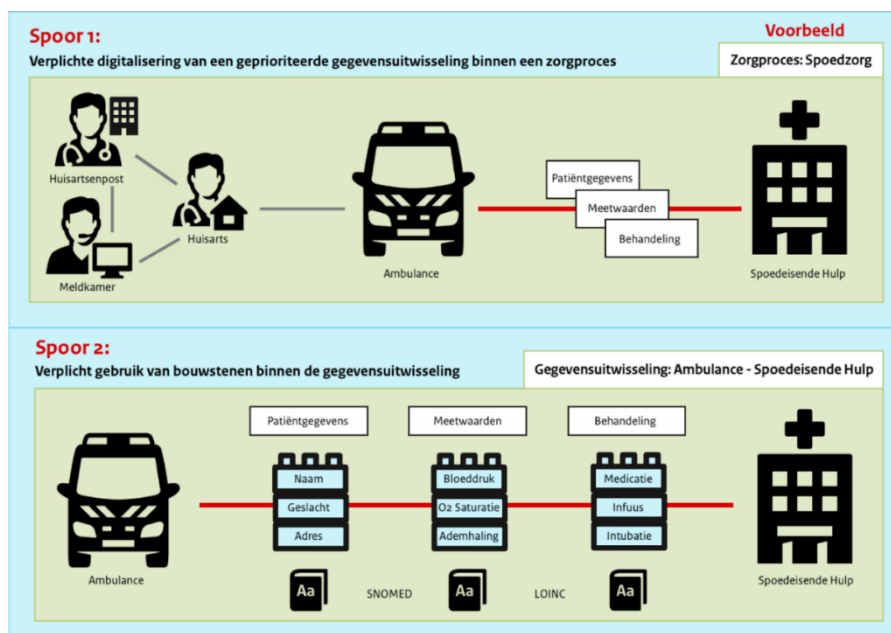 Spoor 1:
Voorbeeld
Verplichte digitalisering van een geprioriteerde gegevensuitwisseling binnen een zorgproces
Zorgproces: Spoedzorg
Huisartsenpost
Huisarts
Meldkamer
Ambulance
Patiëntgegevens
Meetwaarden
Behandeling
Spoedeisende Hulp
Spoor 2:
Verplicht gebruik van bouwstenen binnen de gegevensuitwisseling
Gegevensuitwisseling: Ambulance - Spoedeisende Hulp
Patiëntgegevens
Meetwaarden
Behandeling
Naam
Bloeddruk
Medicatie
Geslacht
O2 Saturatie
Infuus
Adres
Ademhaling
Intubatie
Ambulance
Aa
SNOMED
Aa
LOINC
Aa
Spoedeisende Hulp